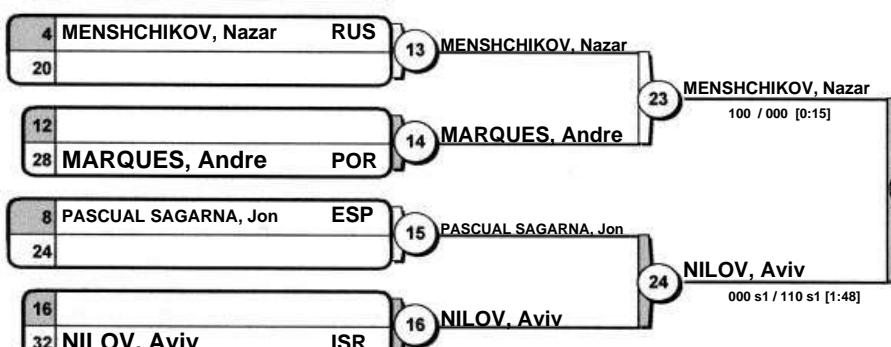 4 MENSHCHIKOV, Nazar RUS
20
13 MENSHCHIKOV, Nazar
23 MENSHCHIKOV, Nazar
100 / 000 [0:15]
12
28 MARQUES, Andre POR
14 MARQUES, Andre
8 PASCUAL SAGARNA, Jon ESP
24
15 PASCUAL SAGARNA, Jon
24 NILOV, Aviv
000 s1 / 110 s1 [1:48]
16
32 NILOV, Aviv ISR
16 NILOV, Aviv